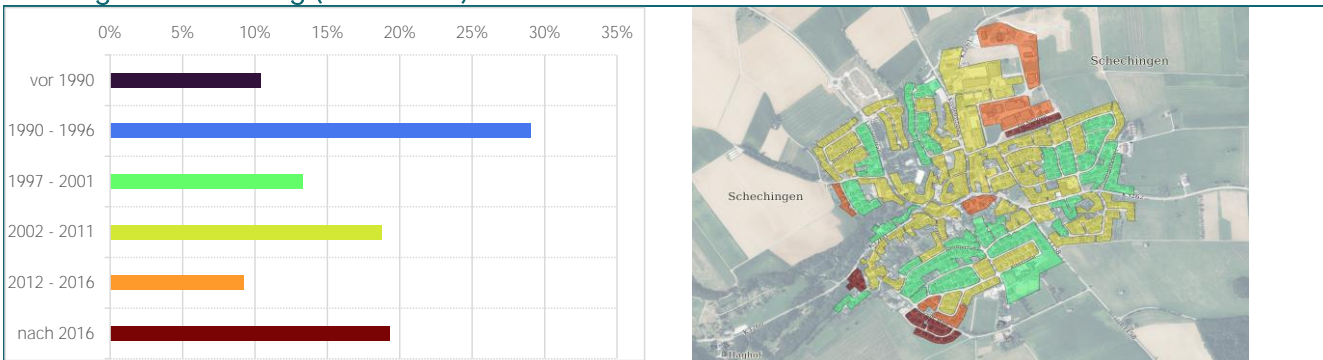 0% 5% 10% 15% 20% 25% 30% 35%
vor 1990
1990 - 1996
1997 - 2001
2002 - 2011
2012 - 2016
nach 2016
Schechingen
Schechingen